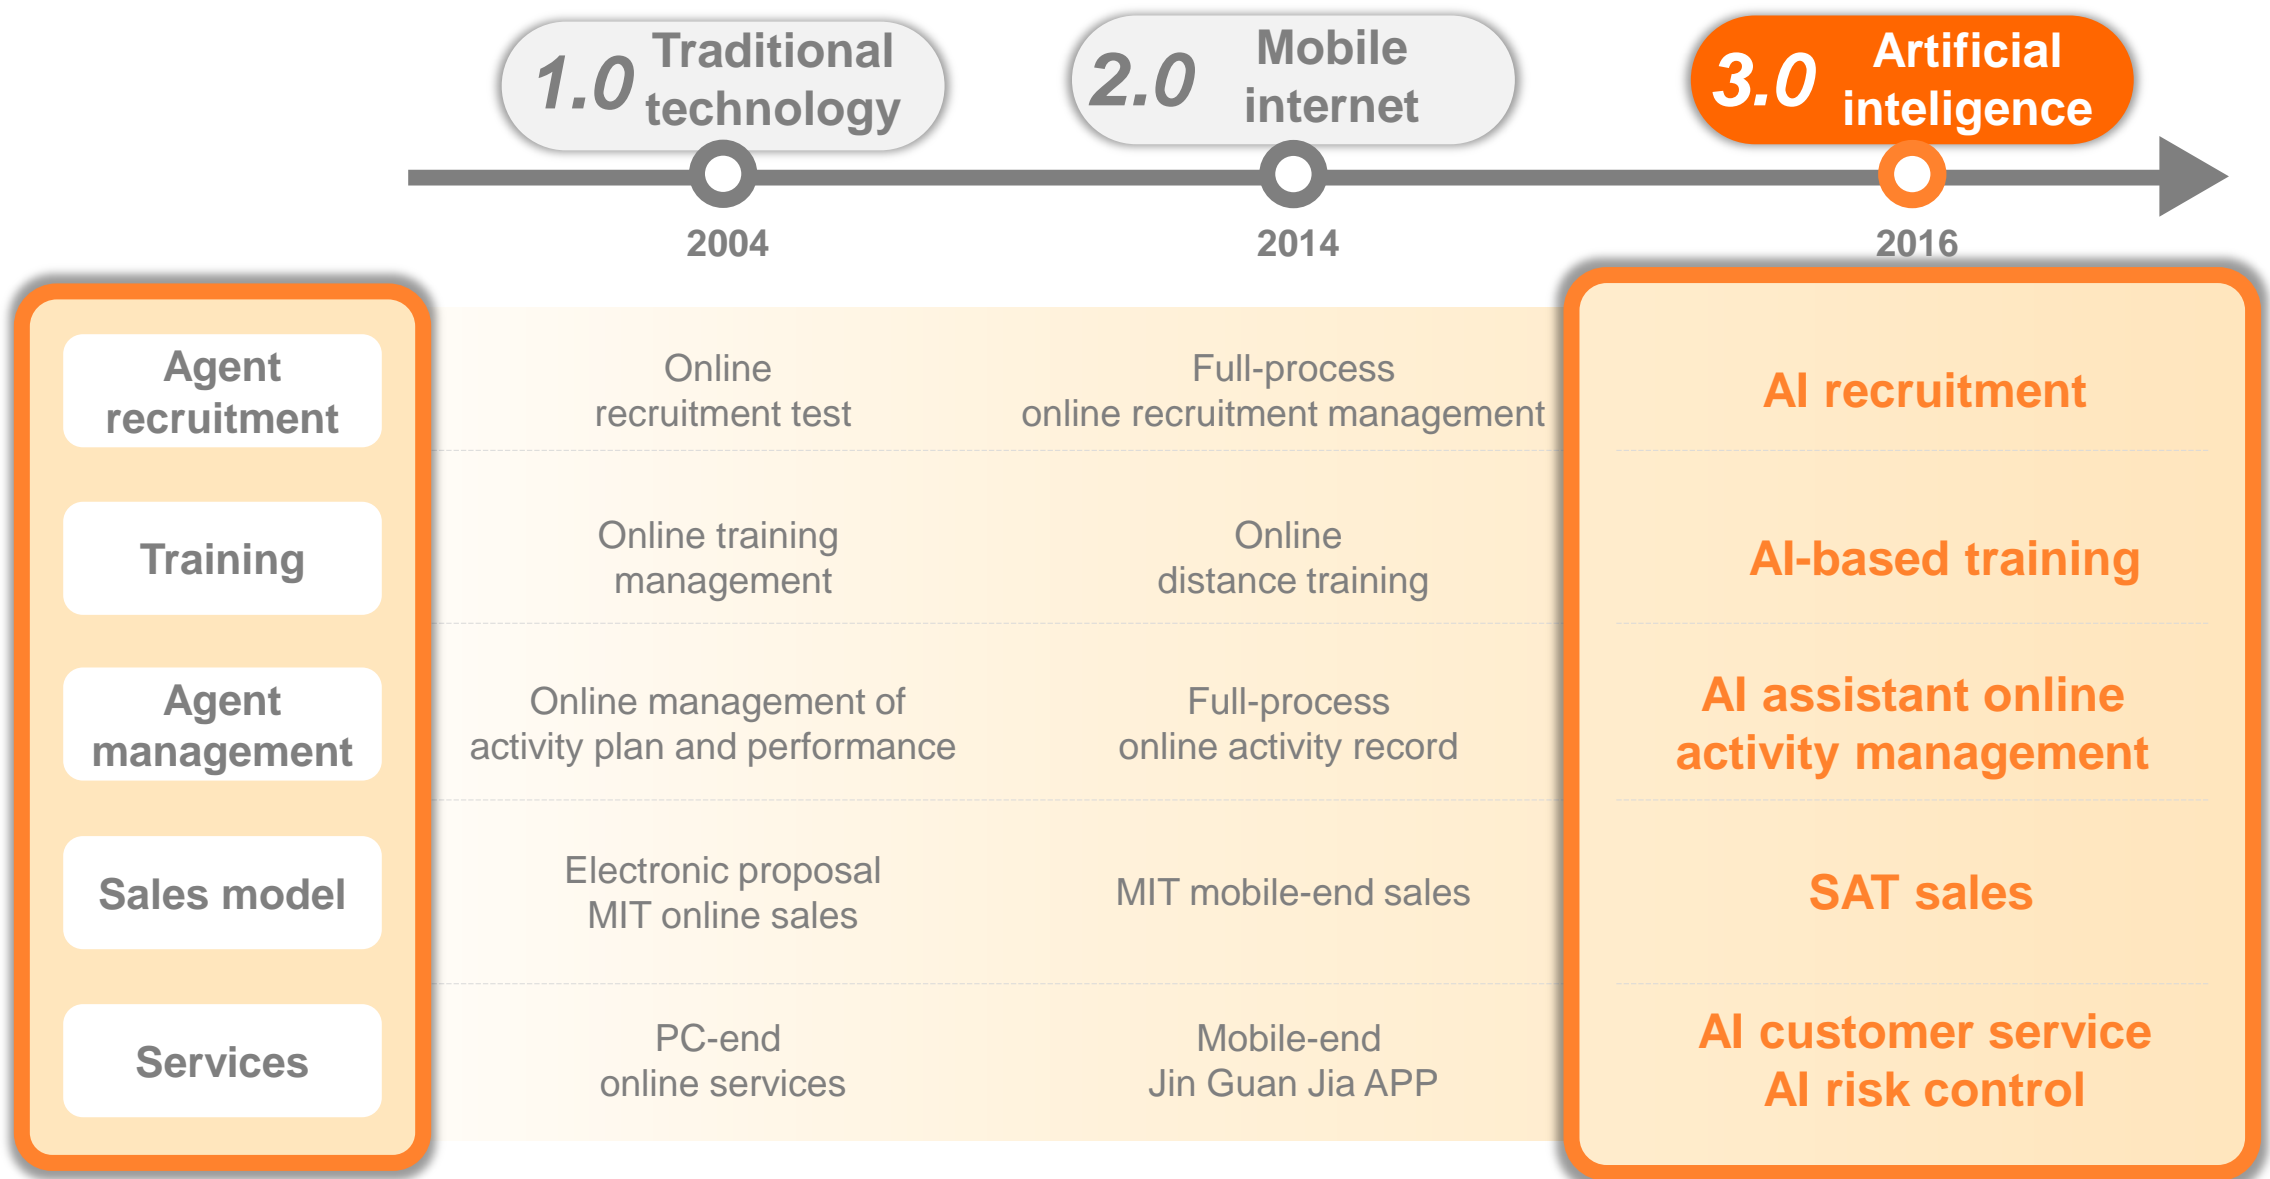 1.0
Traditional
technology
2.0
Mobile
internet
3.0
Artificial
inteligence
2004
2014
2016
Agent
recruitment
Online
recruitment test
Full-process
online recruitment management
AI recruitment
Training
Online training
management
Online
distance training
AI-based training
Agent
management
Online management of
activity plan and performance
Full-process
online activity record
AI assistant online
activity management
Sales model
Electronic proposal
MIT online sales
MIT mobile-end sales
SAT sales
Services
PC-end
online services
Mobile-end
Jin Guan Jia APP
AI customer service
AI risk control